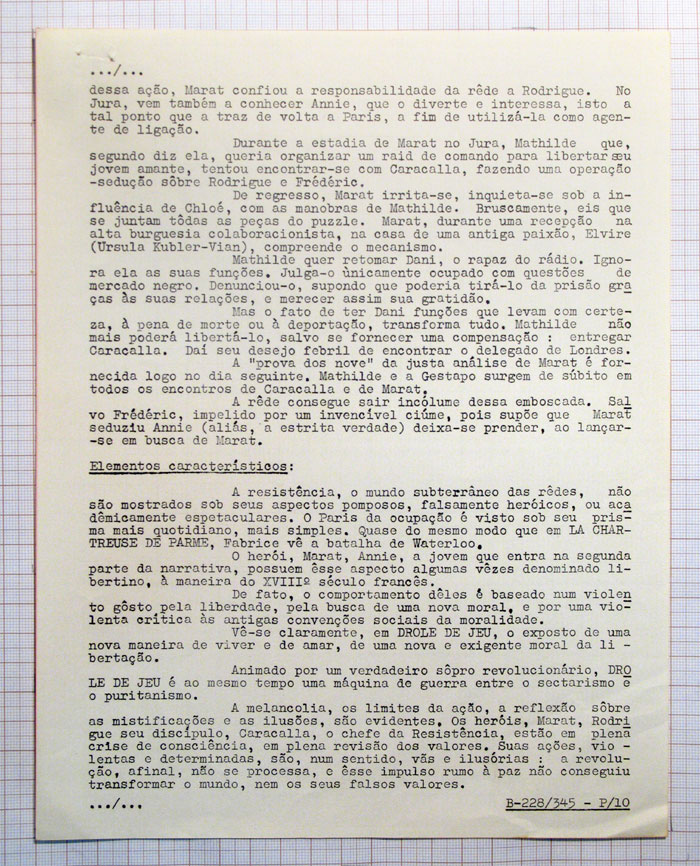 .../...
dessa ação, Marat confiou a responsabilidade da rêde a Rodrigue. No
Jura, vem também a conhecer Annie, que o diverte e interessa, isto a
tal ponto que a traz de volta a Paris, a fim de utilizá-la como agen-
te de ligação.
Durante a estadia de Marat no Jura, Mathilde que,
segundo diz ela, queria organizar um raid de comando para libertar seu
jovem amante, tentou encontrar-se com Caracalla, fazendo uma operação
-sedução sôbre Rodrigue e Frédéric.
De regresso, Marat irrita-se, inquieta-se sob a in-
fluência de Chloé, com as manobras de Mathilde. Bruscamente, eis que
se juntam tôdas as peças do puzzle. Marat, durante uma recepção na
alta burguesia colaboracionista, na casa de uma antiga paixão, Elvire
(Ursula Kubler-Vian), compreende o mecanismo.
Mathilde quer retomar Dani, o rapaz do rádio. Igno-
ra ela as suas funções. Julga-o ùnicamente ocupado com questões de
mercado negro. Denunciou-o, supondo que poderia tirá-lo da prisão gra
ças às suas relações, e merecer assim sua gratidão.
Mas o fato de ter Dani funções que levam com certe-
za, à pena de morte ou à deportação, transforma tudo. Mathilde não
mais poderá libertá-lo, salvo se fornecer uma compensação : entregar
Caracalla. Daí seu desejo febril de encontrar o delegado de Londres.
A "prova dos nove" da justa análise de Marat é for-
necida logo no dia seguinte. Mathilde e a Gestapo surgem de súbito em
todos os encontros de Caracalla e de Marat.
A rêde consegue sair incólume dessa emboscada. Sal
vo Frédéric, impelido por um invencível ciúme, pois supõe que Marat
seduziu Annie (aliás, a estrita verdade) deixa-se prender, ao lançar-
-se em busca de Marat.
Elementos característicos:
A resistência, o mundo subterrâneo das rêdes, não
são mostrados sob seus aspectos pomposos, falsamente heróicos, ou aca
dêmicamente espetaculares. O Paris da ocupação é visto sob seu pris-
ma mais quotidiano, mais simples. Quase do mesmo modo que em LA CHAR-
TREUSE DE PARME, Fabrice vê a batalha de Waterloo.
O herói, Marat, Annie, a jovem que entra na segunda
parte da narrativa, possuem êsse aspecto algumas vêzes denominado li-
bertino, à maneira do XVIIIº século francês.
De fato, o comportamento dêles é baseado num violen
to gôsto pela liberdade, pela busca de uma nova moral, e por uma vio-
lenta crítica às antigas convenções sociais da moralidade.
Vê-se claramente, em DROLE DE JEU, o exposto de uma
nova maneira de viver e de amar, de uma nova e exigente moral da li -
bertação.
Animado por um verdadeiro sôpro revolucionário, DRO
LE DE JEU é ao mesmo tempo uma máquina de guerra entre o sectarismo e
o puritanismo.
A melancolia, os limites da ação, a reflexão sôbre
as mistificações e as ilusões, são evidentes. Os heróis, Marat, Rodri
gue seu discípulo, Caracalla, o chefe da Resistência, estão em plena
crise de consciência, em plena revisão dos valores. Suas ações, vio -
lentas e determinadas, são, num sentido, vãs e ilusórias : a revolu-
ção, afinal, não se processa, e êsse impulso rumo à paz não conseguiu
transformar o mundo, nem os seus falsos valores.
.../... B-228/345 - P/10